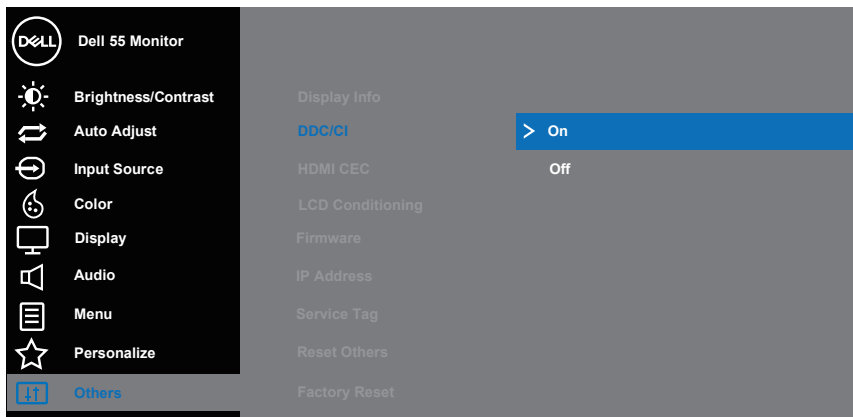 DELL Dell 55 Monitor
Brightness/Contrast Display Info
Auto Adjust DDC/CI > On
Input Source HDMI CEC Off
Color LCD Conditioning
Display Firmware
Audio IP Address
Menu Service Tag
Personalize Reset Others
Others Factory Reset